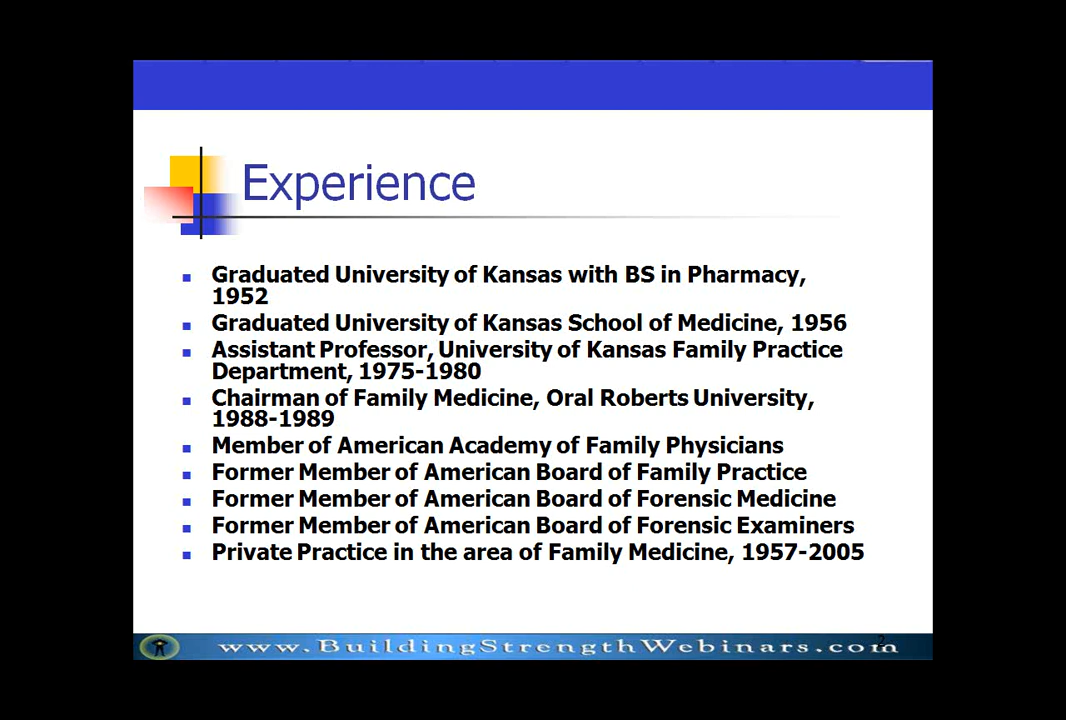 Experience
Graduated University of Kansas with BS in Pharmacy,
1952
Graduated University of Kansas School of Medicine, 1956
Assistant Professor, University of Kansas Family Practice
Department, 1975-1980
Chairman of Family Medicine, Oral Roberts University,
1988-1989
Member of American Academy of Family Physicians
Former Member of American Board of Family Practice
Former Member of American Board of Forensic Medicine
Former Member of American Board of Forensic Examiners
Private Practice in the area of Family Medicine, 1957-2005
2
www.BuildingStrengthWebinars.com